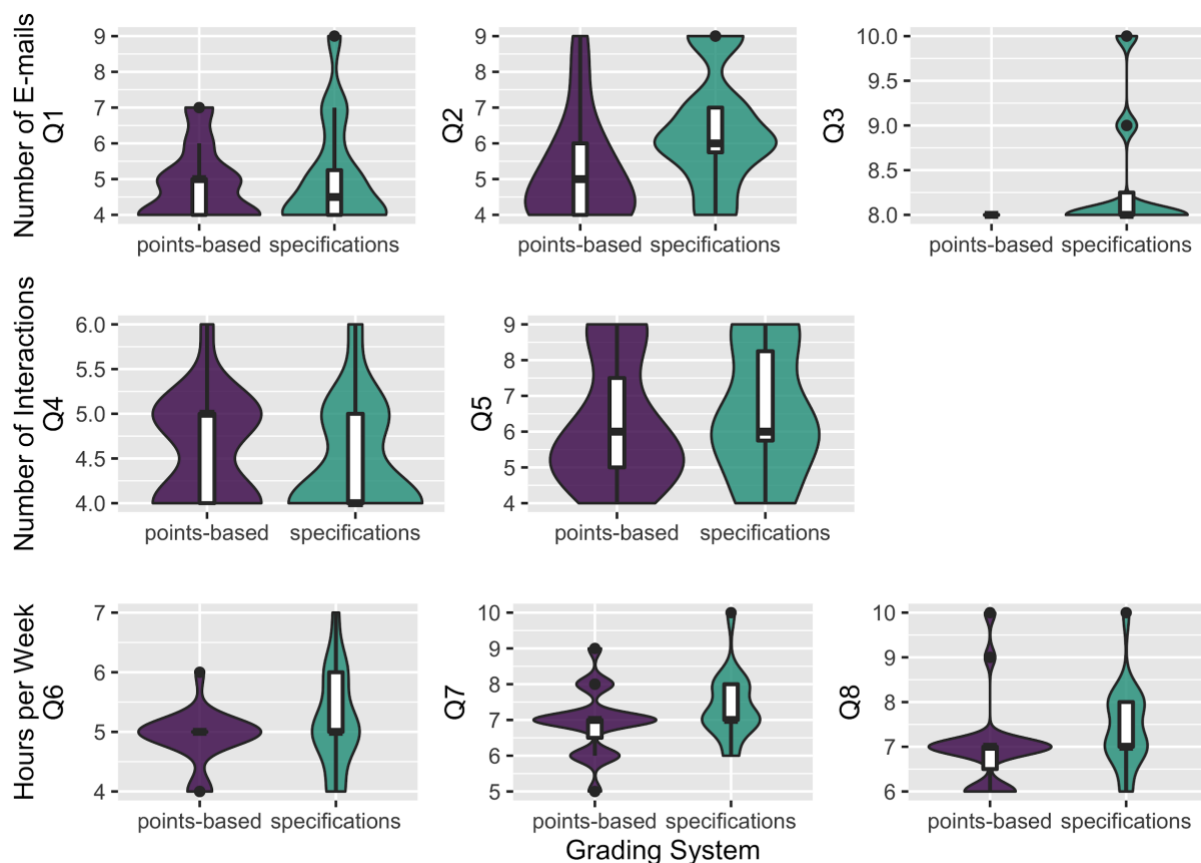 Number of E-mails
Q1
9
7
6
5
4
points-based specifications
Q2
9
8
7
6
5
4
points-based specifications
Q3
10.0
9.5
9.0
8.5
8.0
points-based specifications
Number of Interactions
Q4
6.0
5.5
5.0
4.5
4.0
points-based specifications
Q5
9
8
7
6
5
4
points-based specifications
Hours per Week
Q6
7
6
5
4
points-based specifications
Q7
10
9
8
7
6
5
points-based specifications
Q8
10
9
8
7
6
points-based specifications
Grading System